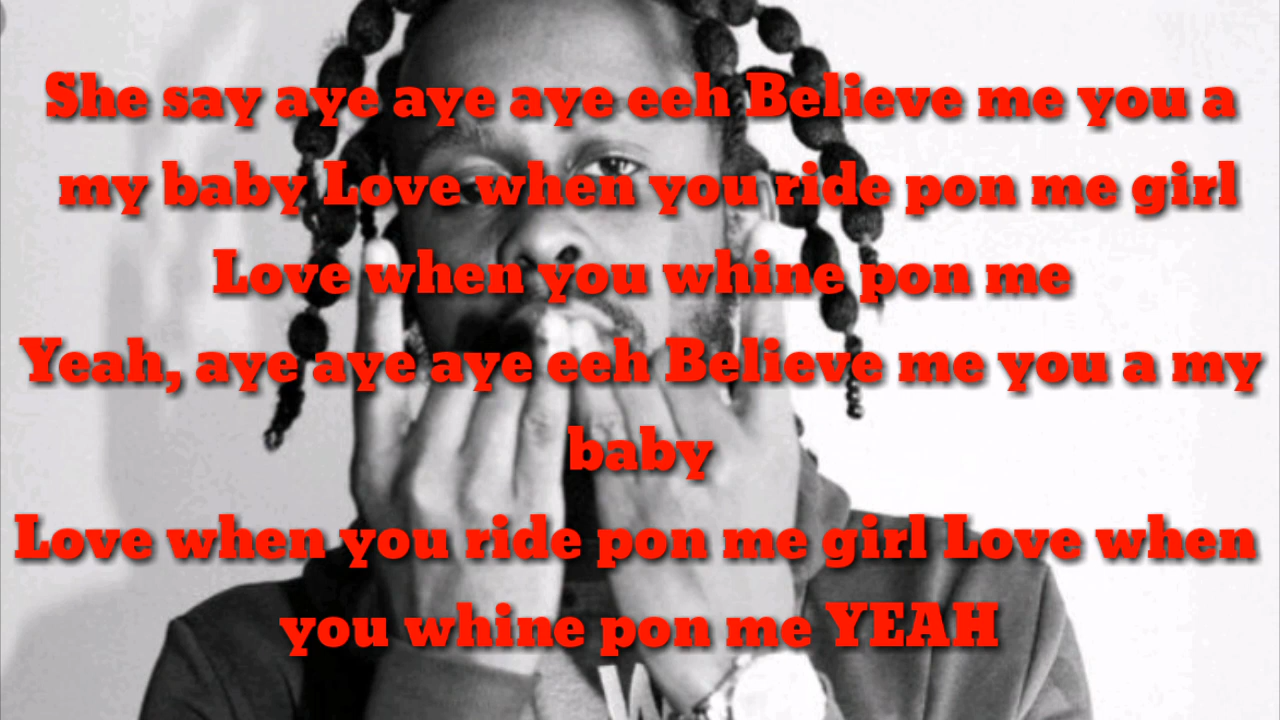 She say aye aye aye eeh Believe me you a
my baby Love when you ride pon me girl
Love when you whine pon me
Yeah, aye aye aye eeh Believe me you a my
baby
Love when you ride pon me girl Love when
you whine pon me YEAH